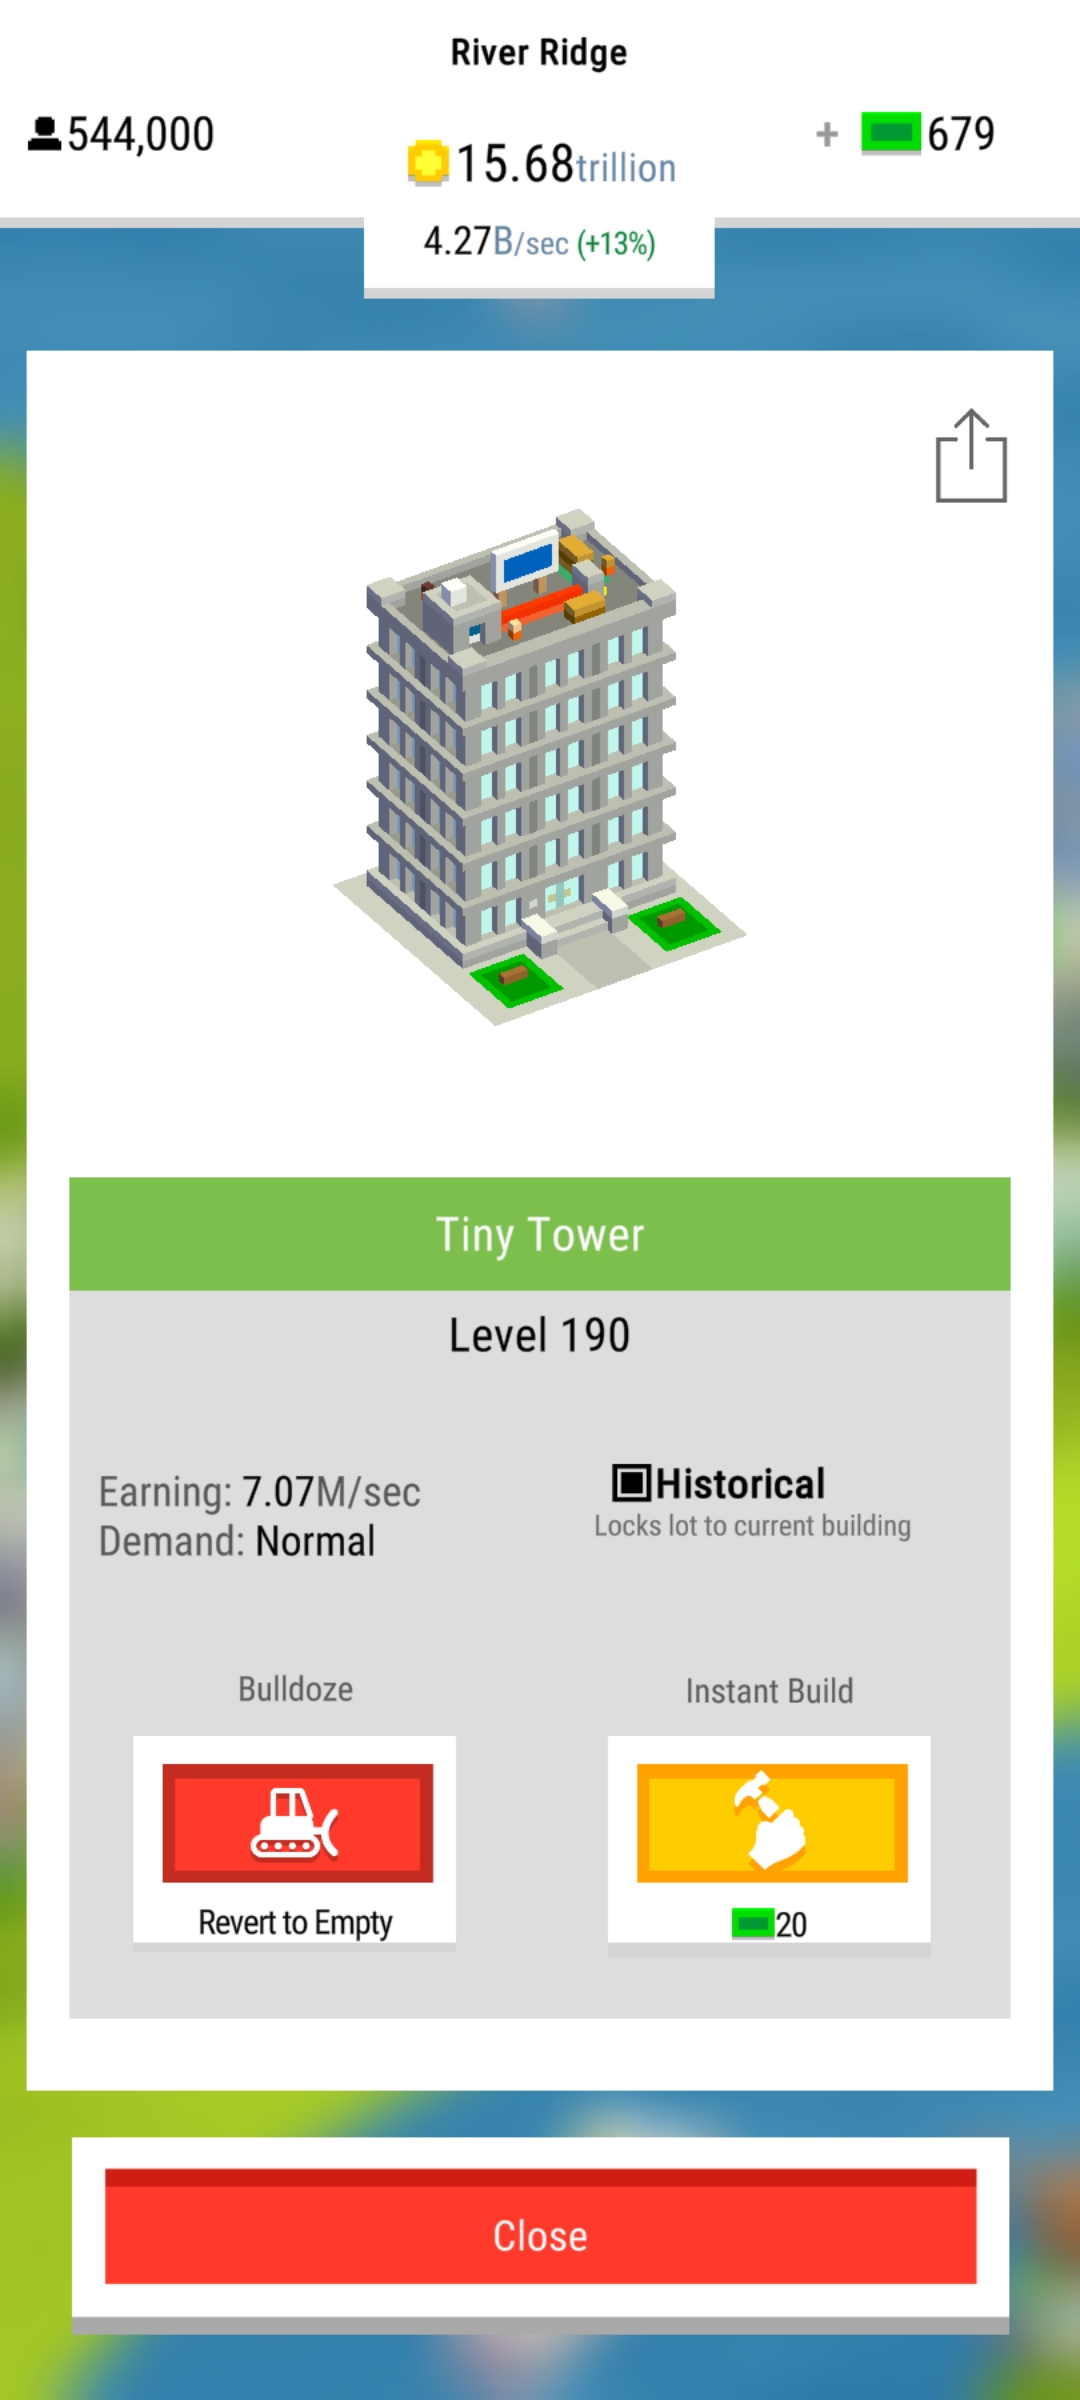 River Ridge
544,000
15.68trillion
+ 679
4.27B/sec (+13%)
Tiny Tower
Level 190
Earning: 7.07M/sec
Demand: Normal
Historical
Locks lot to current building
Bulldoze
Revert to Empty
Instant Build
20
Close